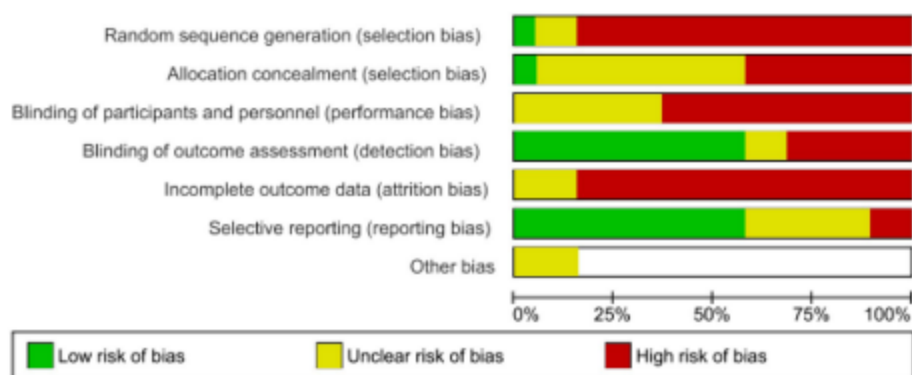 Random sequence generation (selection bias)
Allocation concealment (selection bias)
Blinding of participants and personnel (performance bias)
Blinding of outcome assessment (detection bias)
Incomplete outcome data (attrition bias)
Selective reporting (reporting bias)
Other bias
0% 25% 50% 75% 100%
Low risk of bias Unclear risk of bias High risk of bias